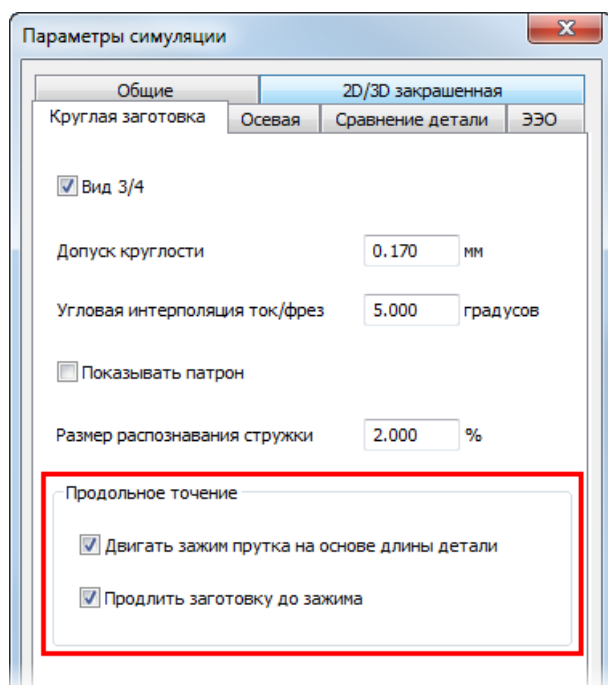 Параметры симуляции
Общие 2D/3D закрашенная
Круглая заготовка Осевая Сравнение детали ЭЭО
Вид 3/4
Допуск круглости 0.170 мм
Угловая интерполяция ток/фрез 5.000 градусов
Показывать патрон
Размер распознавания стружки 2.000 %
Продольное точение
Двигать зажим прутка на основе длины детали
Продлить заготовку до зажима